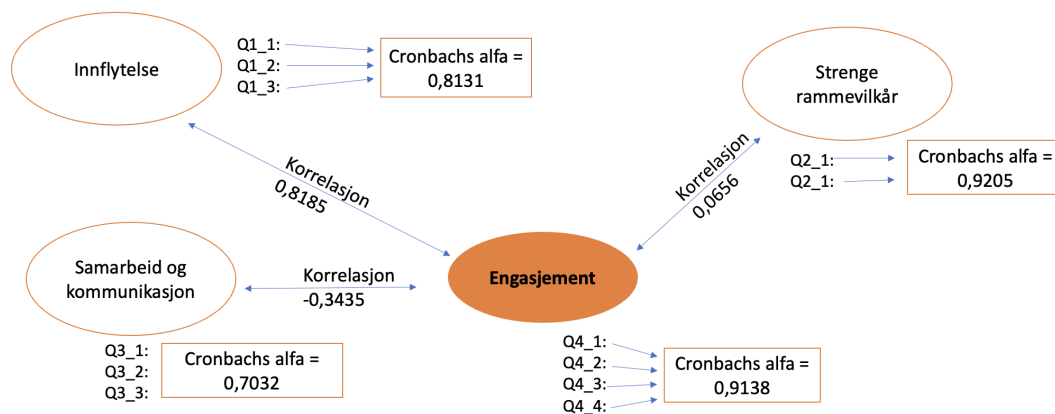 Innflytelse
Q1_1:
Q1_2:
Q1_3:
Cronbachs alfa =
0,8131
Strenge
rammevilkår
Q2_1:
Q2_1:
Cronbachs alfa =
0,9205
Korrelasjon
0,8185
Korrelasjon
0,0656
Samarbeid og
kommunikasjon
Korrelasjon
-0,3435
Engasjement
Q3_1:
Q3_2:
Q3_3:
Cronbachs alfa =
0,7032
Q4_1:
Q4_2:
Q4_3:
Q4_4:
Cronbachs alfa =
0,9138